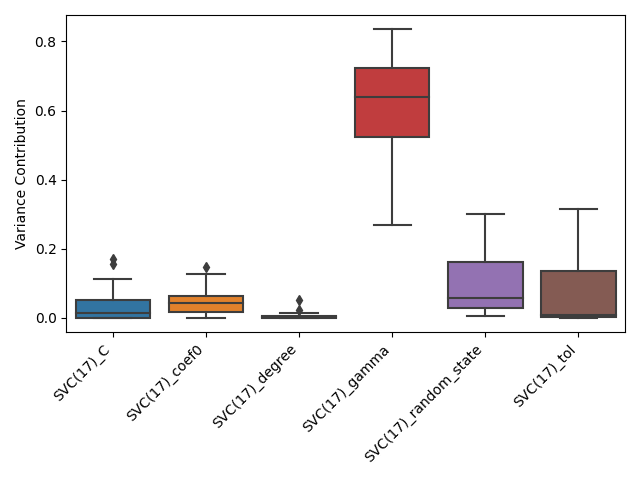 Variance Contribution
0.8
0.6
0.4
0.2
0.0
SVC(17)_C
SVC(17)_coef0
SVC(17)_degree
SVC(17)_gamma
SVC(17)_random_state
SVC(17)_tol